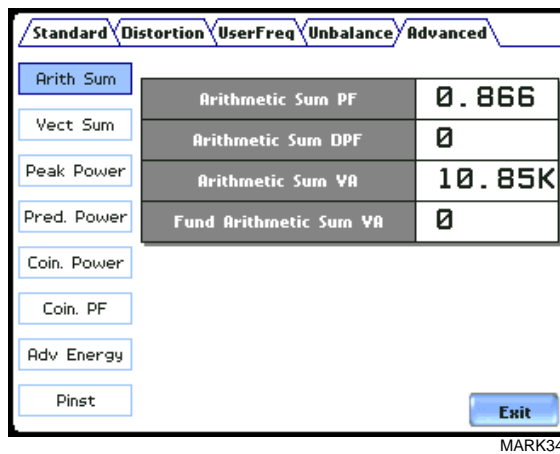 Standard Distortion UserFreq Unbalance Advanced
Arith Sum
Vect Sum
Peak Power
Pred. Power
Coin. Power
Coin. PF
Adv Energy
Pinst
Arithmetic Sum PF 0.866
Arithmetic Sum DPF 0
Arithmetic Sum VA 10.85K
Fund Arithmetic Sum VA 0
Exit
MARK34